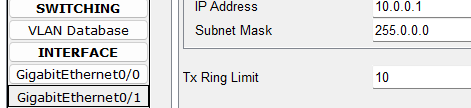 SWITCHING
VLAN Database
INTERFACE
GigabitEthernet0/0
GigabitEthernet0/1
IP Address 10.0.0.1
Subnet Mask 255.0.0.0
Tx Ring Limit 10